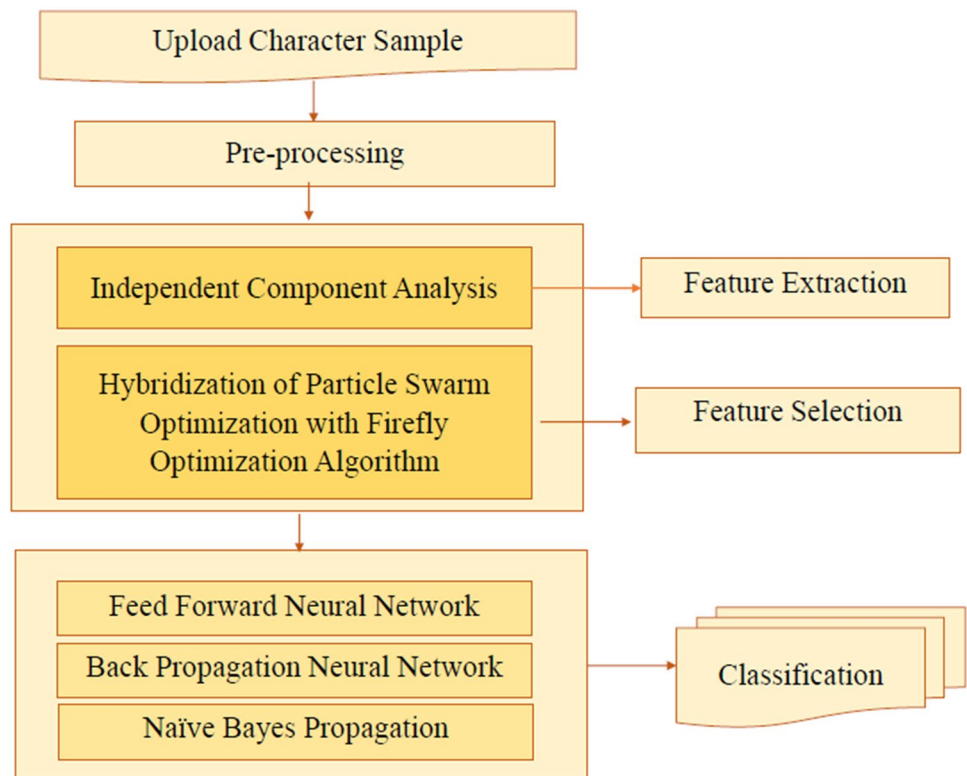 Upload Character Sample
Pre-processing
Independent Component Analysis
Feature Extraction
Hybridization of Particle Swarm
Optimization with Firefly
Optimization Algorithm
Feature Selection
Feed Forward Neural Network
Back Propagation Neural Network
Naïve Bayes Propagation
Classification